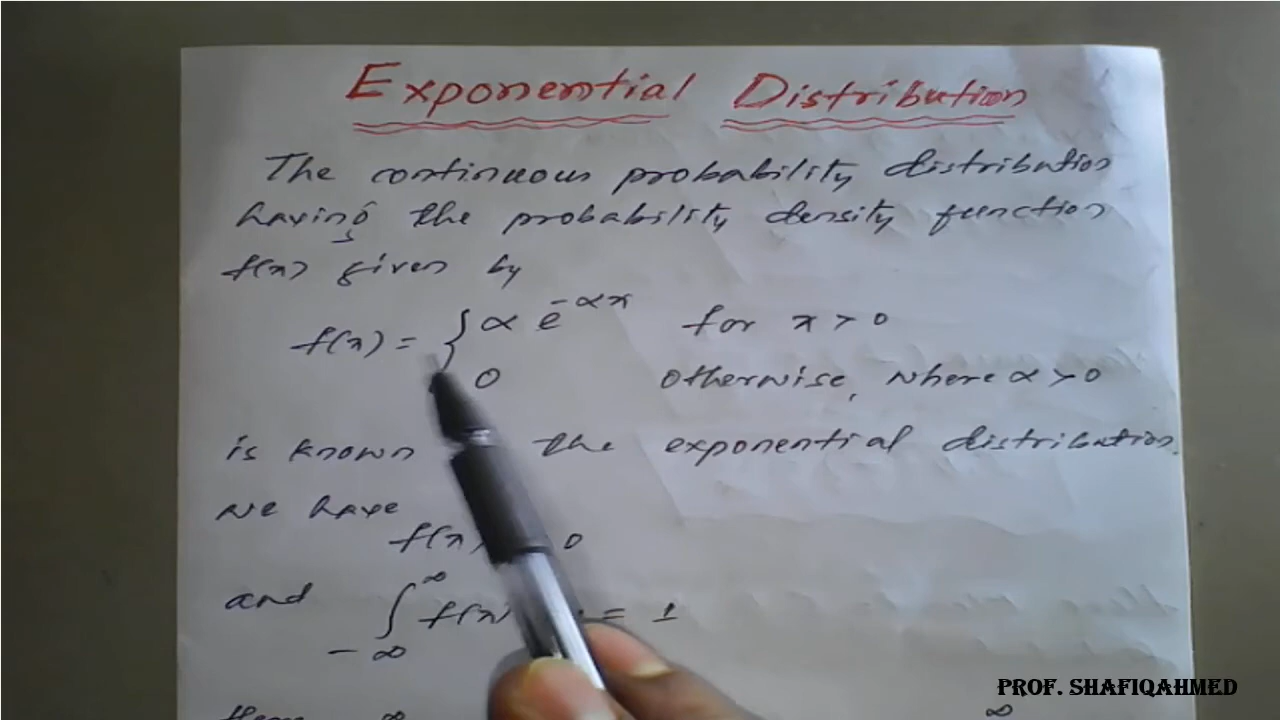 Exponential Distribution
The continuous probability distribution
having the probability density function
f(x) given by
f(x) = { α e^-αx for x > 0
0 otherwise, where α > 0
is known the exponential distribution.
we have
f(x) 0
and ∫ -∞ ∞ f(x) = 1
∞ ∞
PROF. SHAFIQAHMED